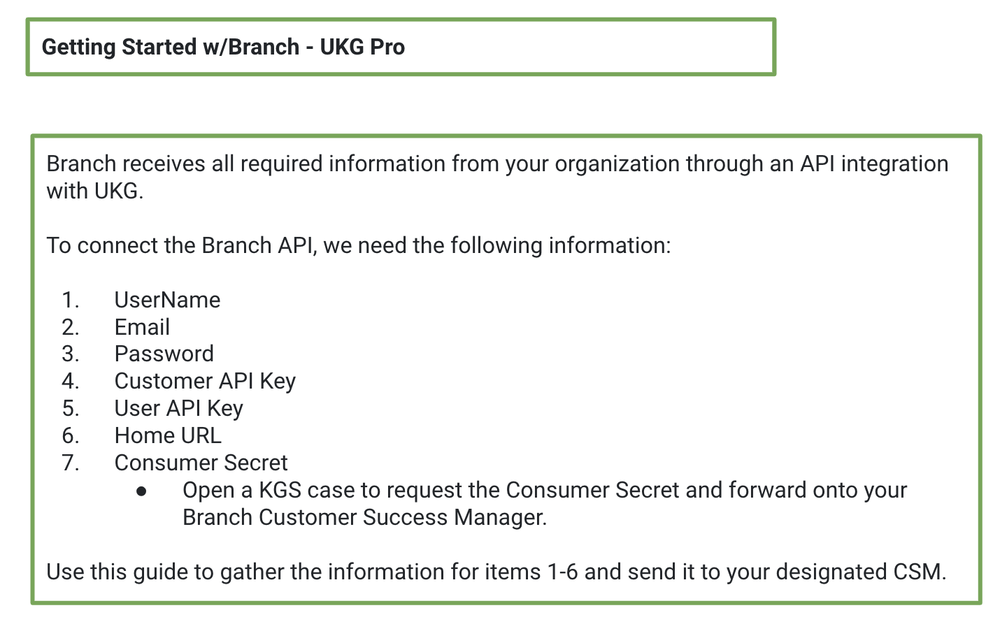 Getting Started w/Branch - UKG Pro
Branch receives all required information from your organization through an API integration
with UKG.
To connect the Branch API, we need the following information:
1. UserName
2. Email
3. Password
4. Customer API Key
5. User API Key
6. Home URL
7. Consumer Secret
● Open a KGS case to request the Consumer Secret and forward onto your
Branch Customer Success Manager.
Use this guide to gather the information for items 1-6 and send it to your designated CSM.